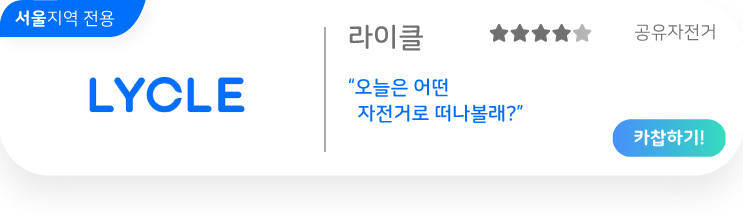 서울지역 전용
LYCLE
라이클
공유자전거
“오늘은 어떤
자전거로 떠나볼래?”
카찹하기!